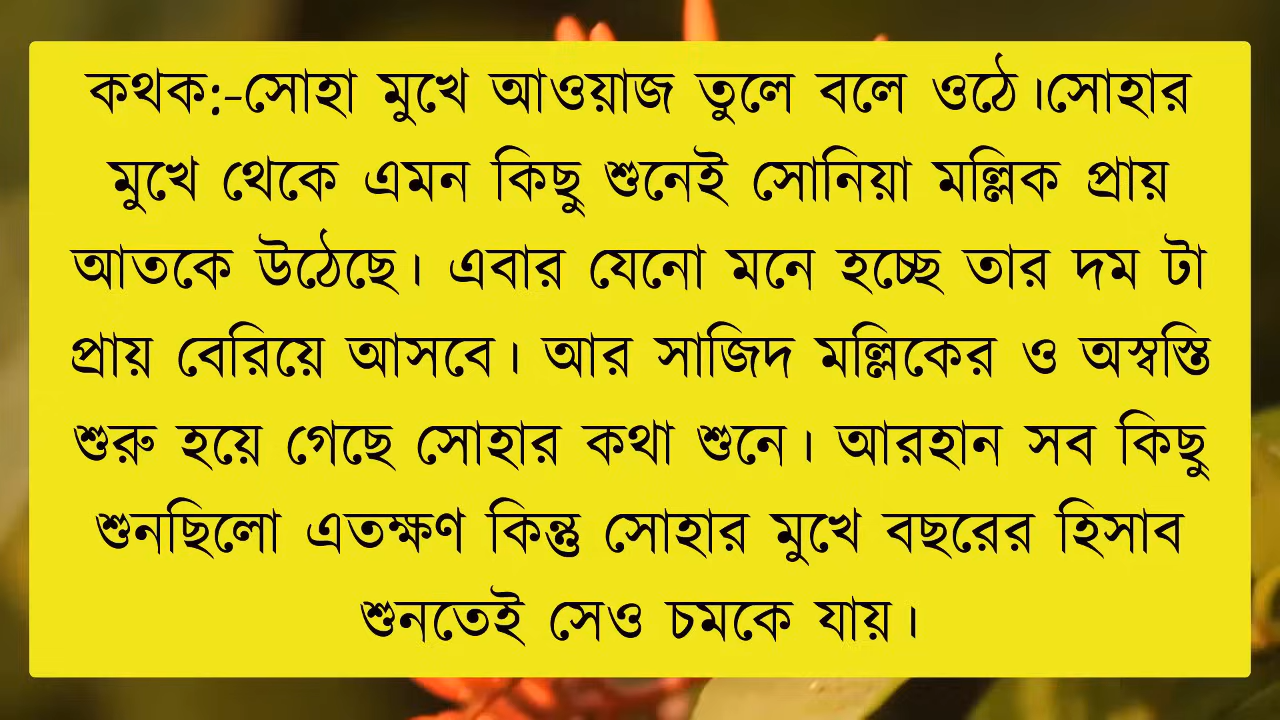 কথক:-সোহা মুখে আওয়াজ তুলে বলে ওঠে।সোহার
মুখে থেকে এমন কিছু শুনেই সোনিয়া মল্লিক প্রায়
আতকে উঠেছে। এবার যেনো মনে হচ্ছে তার দম টা
প্রায় বেরিয়ে আসবে। আর সাজিদ মল্লিকের ও অস্বস্তি
শুরু হয়ে গেছে সোহার কথা শুনে। আরহান সব কিছু
শুনছিলো এতক্ষণ কিন্তু সোহার মুখে বছরের হিসাব
শুনতেই সেও চমকে যায়।